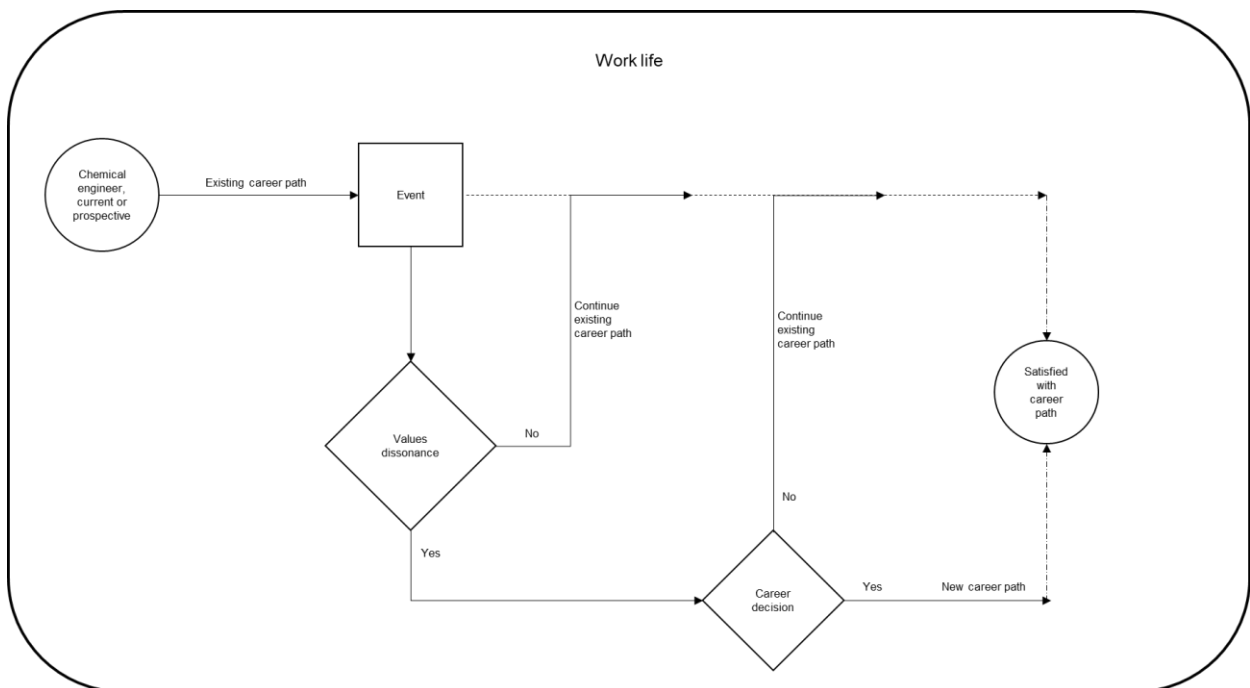 Work life
Chemical
engineer,
current or
prospective
Existing career path
Event
Continue
existing
career path
Continue
existing
career path
Satisfied
with
career
path
Values
dissonance
No
No
Yes
Career
decision
Yes
New career path